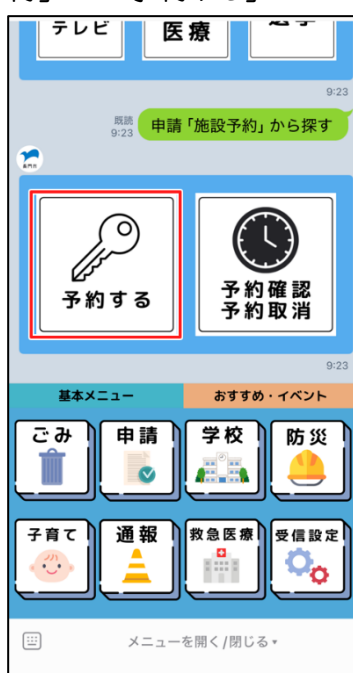 テレビ
医療
9:23
既読
9:23
申請「施設予約」から探す
予約する
予約確認
予約取消
9:23
基本メニュー
おすすめ・イベント
ごみ
申請
学校
防災
子育て
通報
救急医療
受信設定
メニューを開く/閉じる▾